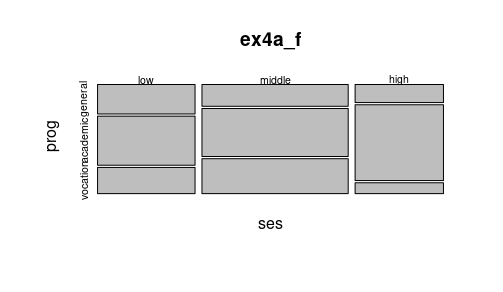 ex4a_f
low middle high
general
academic
vocation
prog
ses